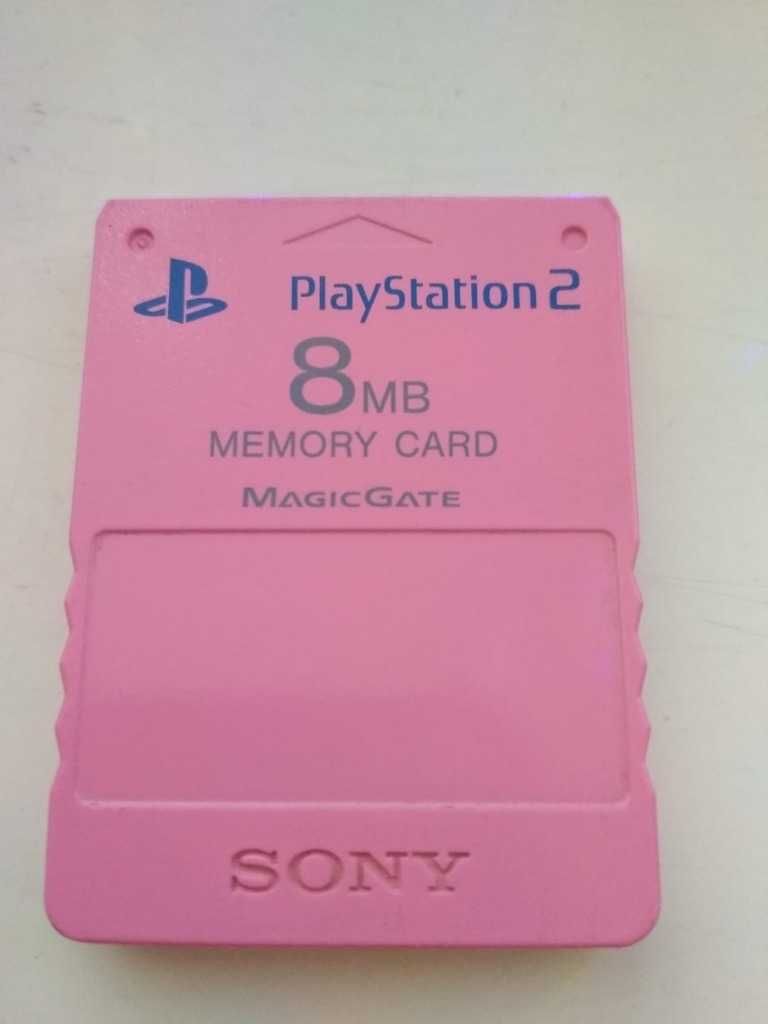 PlayStation 2
8MB
MEMORY CARD
MAGICGATE
SONY